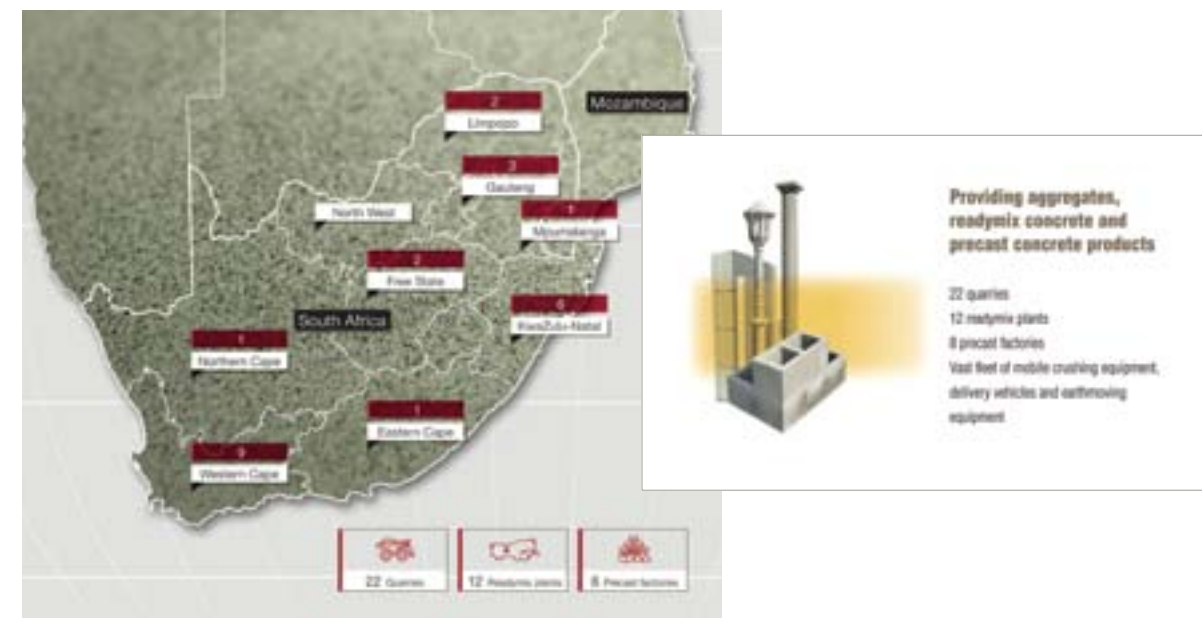 2
Limpopo
Mozambique
3
Gauteng
North West
1
Mpumalanga
2
Free State
6
KwaZulu-Natal
South Africa
1
Northern Cape
1
Eastern Cape
9
Western Cape
22 Quarries
12 Readymix plants
8 Precast factories
Providing aggregates,
readymix concrete and
precast concrete products
22 quarries
12 readymix plants
8 precast factories
Vast fleet of mobile crushing equipment,
delivery vehicles and earthmoving
equipment